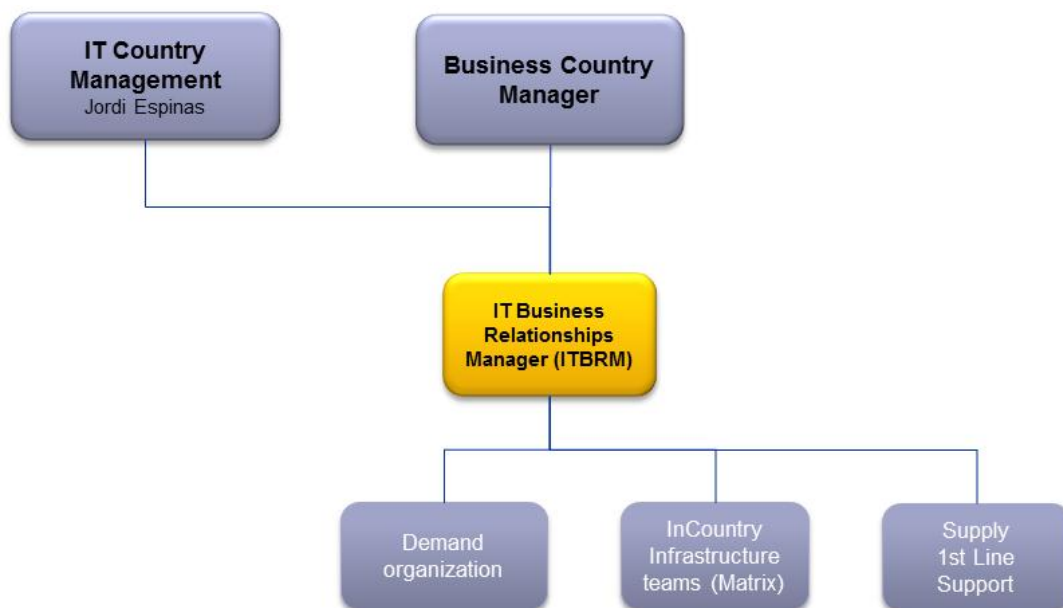 IT Country
Management
Jordi Espinas
Business Country
Manager
IT Business
Relationships
Manager (ITBRM)
Demand
organization
InCountry
Infrastructure
teams (Matrix)
Supply
1st Line
Support